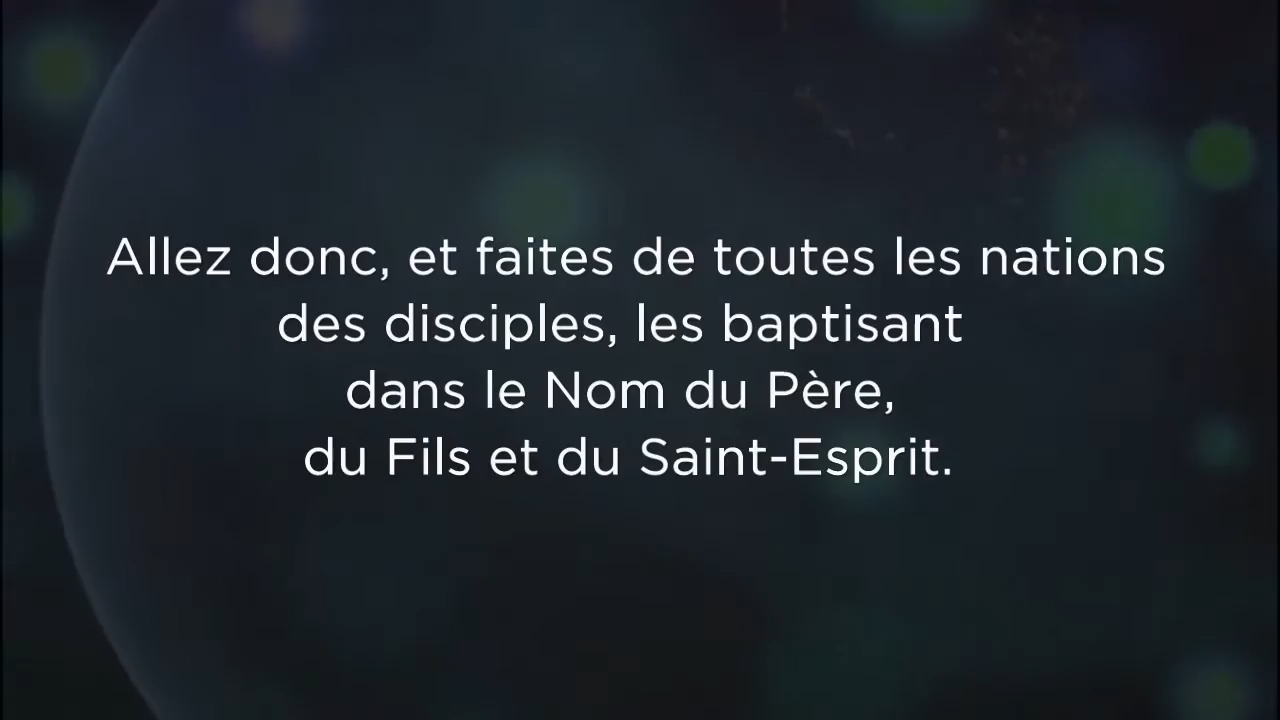 Allez donc, et faites de toutes les nations
des disciples, les baptisant
dans le Nom du Père,
du Fils et du Saint-Esprit.